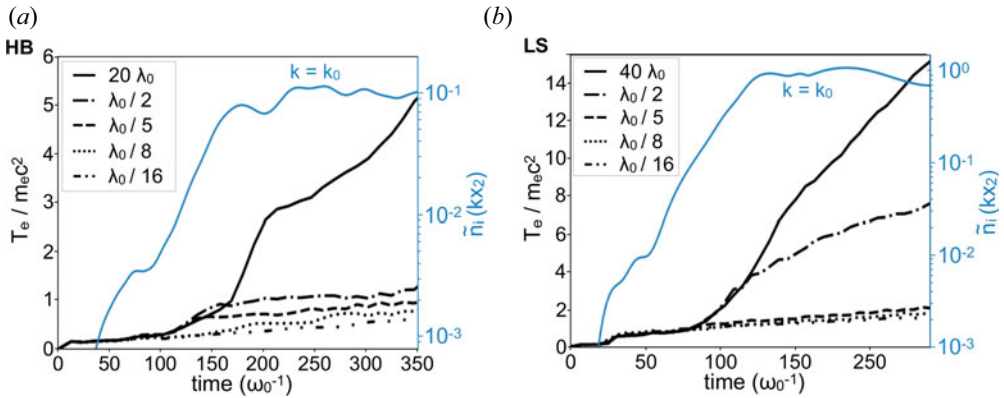 (a)
HB
20 λ₀
λ₀ / 2
λ₀ / 5
λ₀ / 8
λ₀ / 16
k = k₀
6
5
4
3
2
1
0
Tₑ / mₑc²
0 50 100 150 200 250 300 350
time (ω₀⁻¹)
10⁻¹
10⁻²
10⁻³
ñᵢ (kx₂)
(b)
LS
40 λ₀
λ₀ / 2
λ₀ / 5
λ₀ / 8
λ₀ / 16
k = k₀
14
12
10
8
6
4
2
0
Tₑ / mₑc²
0 50 100 150 250
time (ω₀⁻¹)
10⁰
10⁻¹
10⁻²
10⁻³
ñᵢ (kx₂)